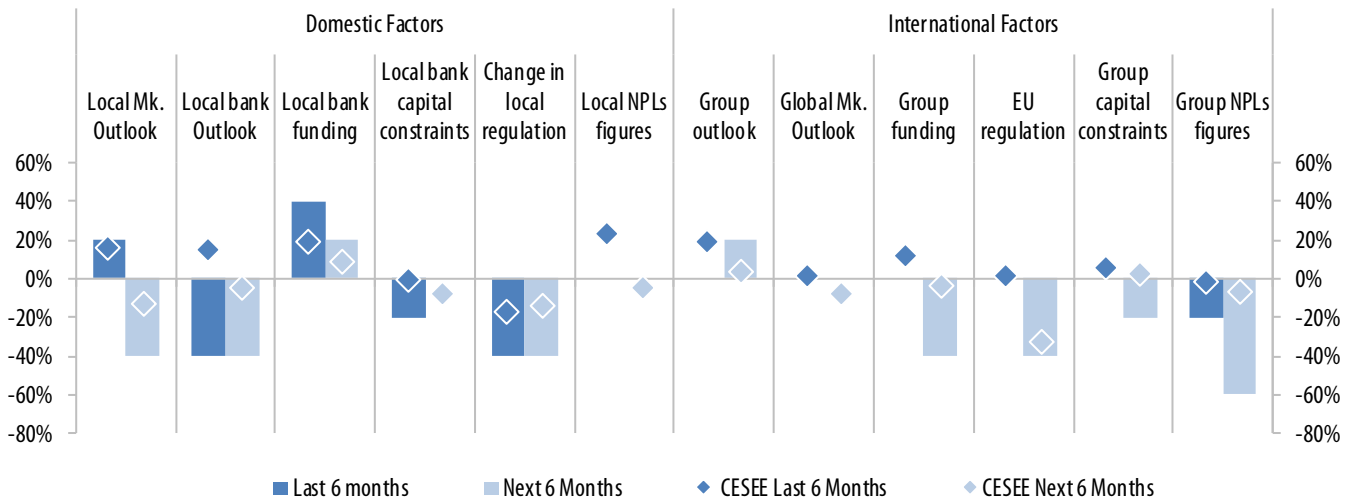 Domestic Factors
International Factors
Local Mk.
Outlook
Local bank
Outlook
Local bank
funding
Local bank
capital
constraints
Change in
local
regulation
Local NPLs
figures
Group
outlook
Global Mk.
Outlook
Group
funding
EU
regulation
Group
capital
constraints
Group NPLs
figures
60%
40%
20%
0%
-20%
-40%
-60%
-80%
60%
40%
20%
0%
-20%
-40%
-60%
-80%
Last 6 months
Next 6 Months
CESEE Last 6 Months
CESEE Next 6 Months